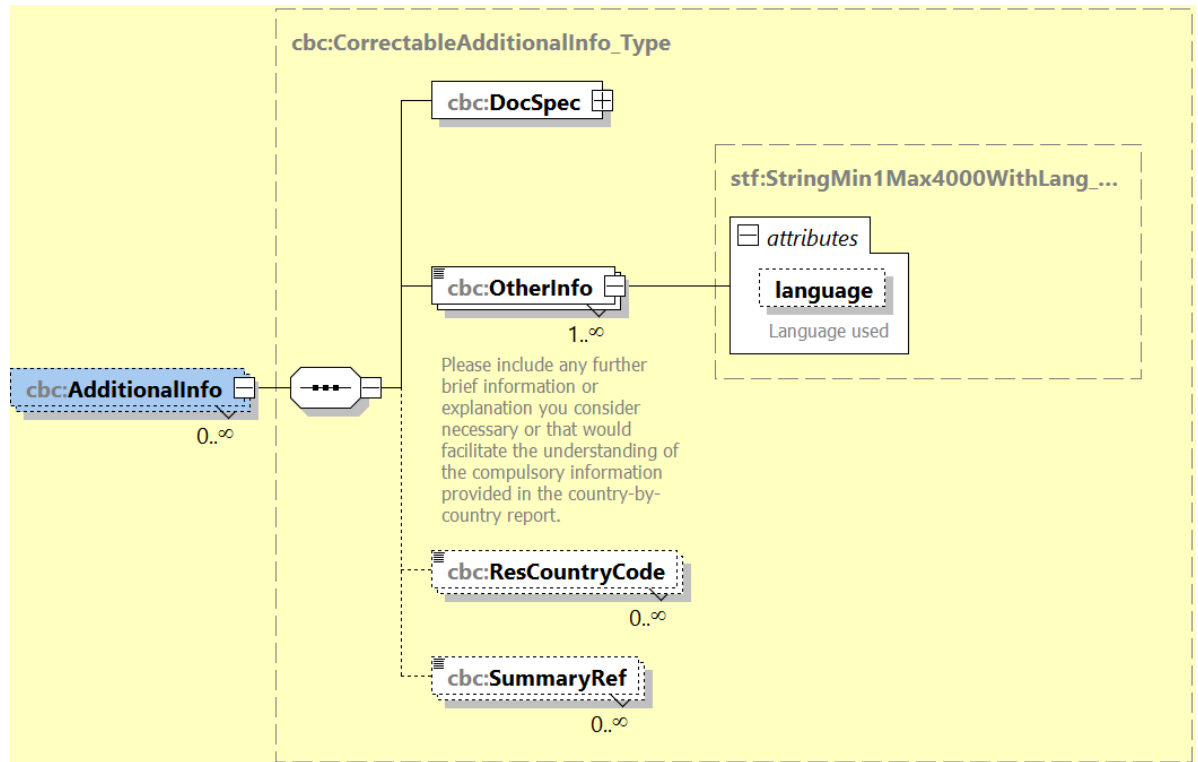 cbc:CorrectableAdditionalInfo_Type
cbc:DocSpec
stf:StringMin1Max4000WithLang_...
attributes
cbc:OtherInfo
language
1..∞
Language used
Please include any further
brief information or
explanation you consider
necessary or that would
facilitate the understanding of
the compulsory information
provided in the country-by-
country report.
cbc:AdditionalInfo
0..∞
cbc:ResCountryCode
0..∞
cbc:SummaryRef
0..∞